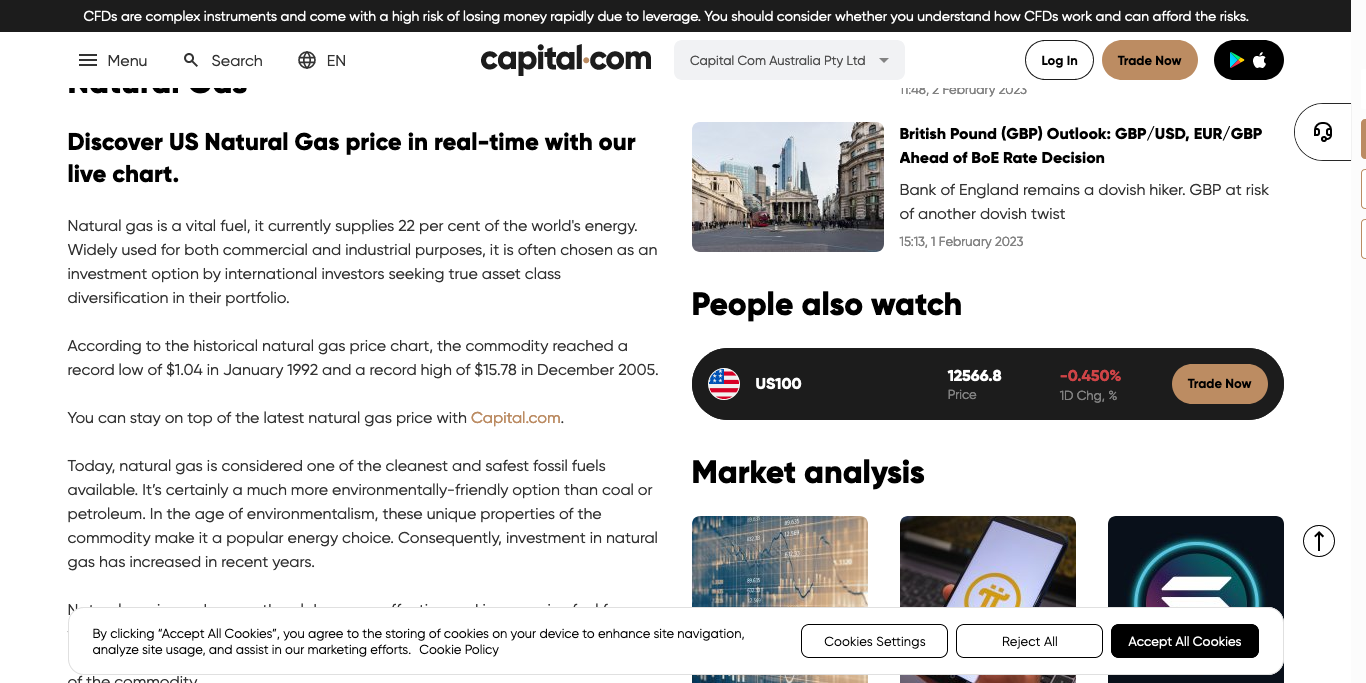 CFDs are complex instruments and come with a high risk of losing money rapidly due to leverage. You should consider whether you understand how CFDs work and can afford the risks.
Menu
Search
EN
capital.com
Capital Com Australia Pty Ltd
Log In
Trade Now
Natural Gas
Discover US Natural Gas price in real-time with our
live chart.
Natural gas is a vital fuel, it currently supplies 22 per cent of the world's energy.
Widely used for both commercial and industrial purposes, it is often chosen as an
investment option by international investors seeking true asset class
diversification in their portfolio.
According to the historical natural gas price chart, the commodity reached a
record low of $1.04 in January 1992 and a record high of $15.78 in December 2005.
You can stay on top of the latest natural gas price with Capital.com.
Today, natural gas is considered one of the cleanest and safest fossil fuels
available. It’s certainly a much more environmentally-friendly option than coal or
petroleum. In the age of environmentalism, these unique properties of the
commodity make it a popular energy choice. Consequently, investment in natural
gas has increased in recent years.
of the commodity
11:48, 2 February 2023
British Pound (GBP) Outlook: GBP/USD, EUR/GBP
Ahead of BoE Rate Decision
Bank of England remains a dovish hiker. GBP at risk
of another dovish twist
15:13, 1 February 2023
People also watch
US100
12566.8
Price
-0.450%
1D Chg, %
Trade Now
Market analysis
By clicking “Accept All Cookies”, you agree to the storing of cookies on your device to enhance site navigation,
analyze site usage, and assist in our marketing efforts. Cookie Policy
Cookies Settings
Reject All
Accept All Cookies